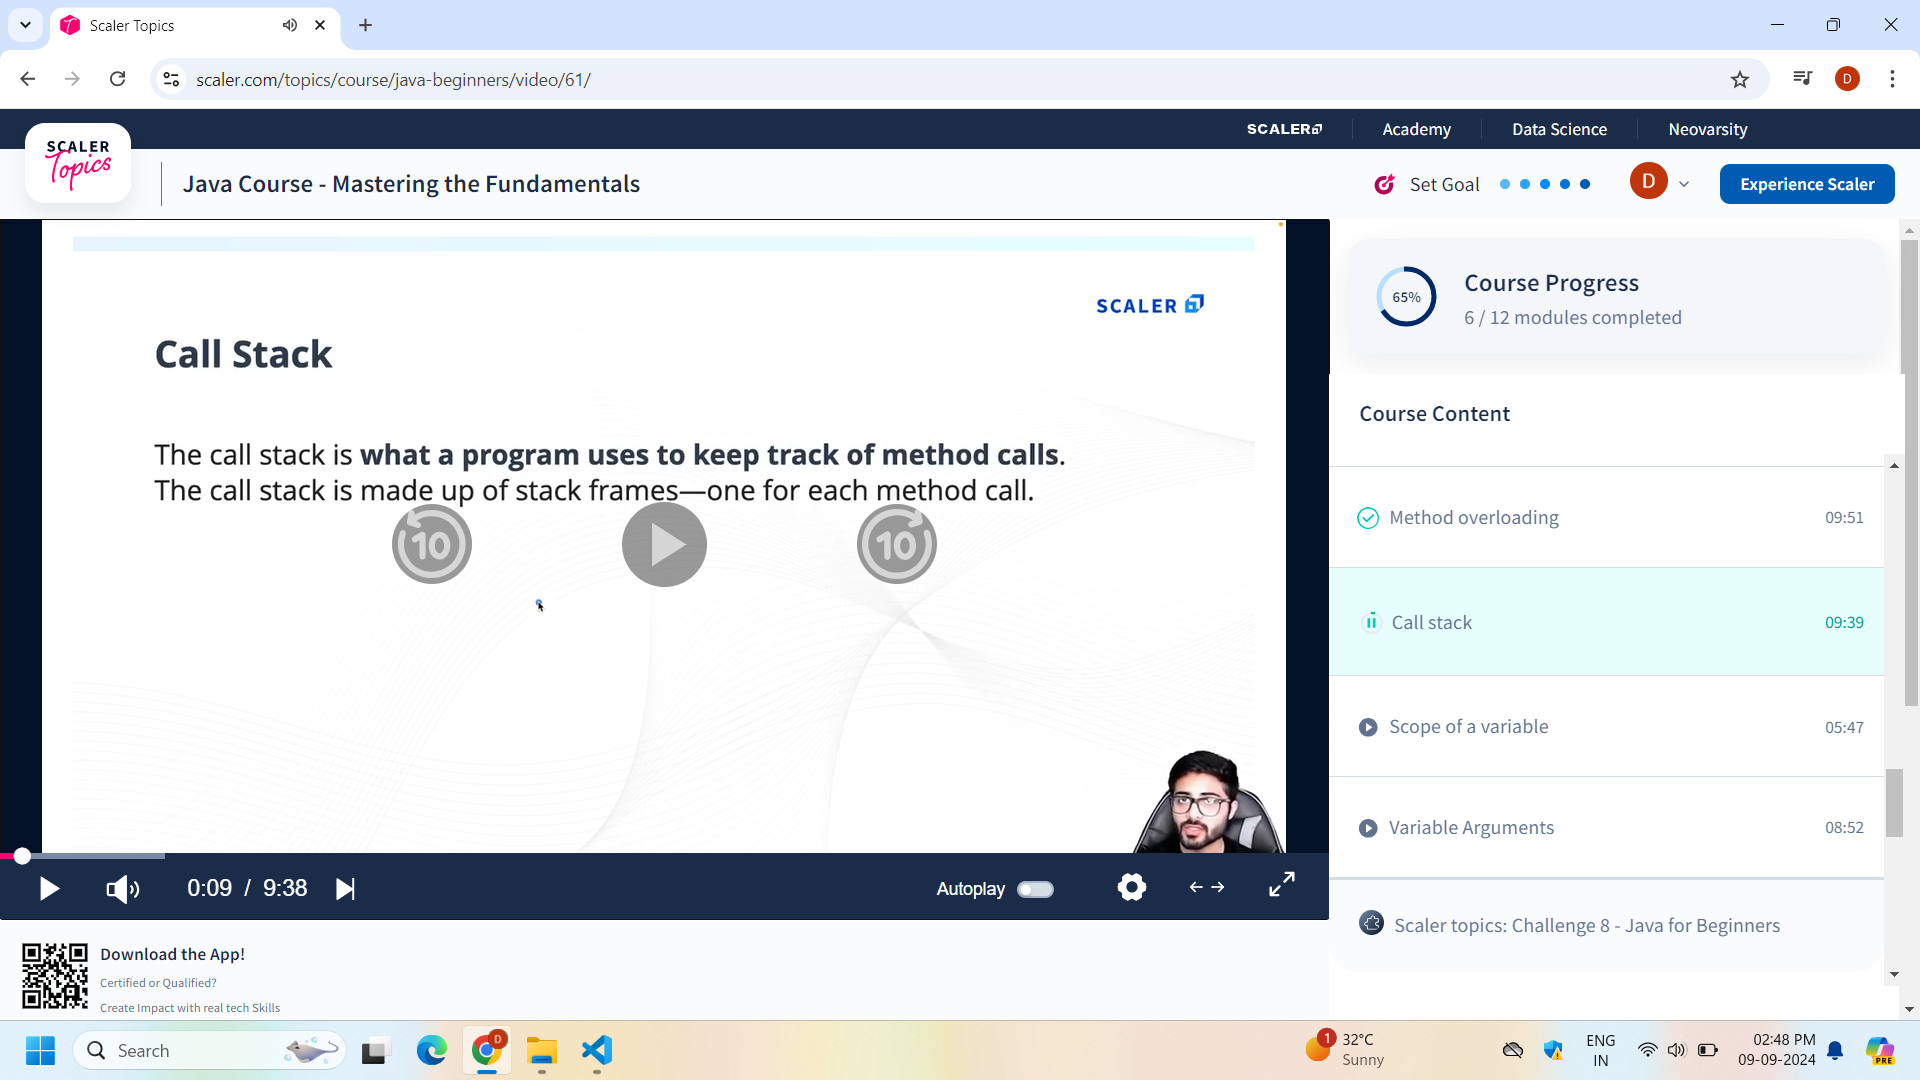 Scaler Topics
scaler.com/topics/course/java-beginners/video/61/
D
SCALER
Academy
Data Science
Neovarsity
SCALER
Topics
Java Course - Mastering the Fundamentals
Set Goal
D
Experience Scaler
SCALER
Call Stack
The call stack is what a program uses to keep track of method calls.
The call stack is made up of stack frames—one for each method call.
10
10
65%
Course Progress
6 / 12 modules completed
Course Content
Method overloading 09:51
Call stack 09:39
Scope of a variable 05:47
Variable Arguments 08:52
Scaler topics: Challenge 8 - Java for Beginners
0:09 / 9:38
Autoplay
Download the App!
Certified or Qualified?
Create Impact with real tech Skills
Search
D
1
32°C
Sunny
ENG
IN
02:48 PM
09-09-2024
PRE